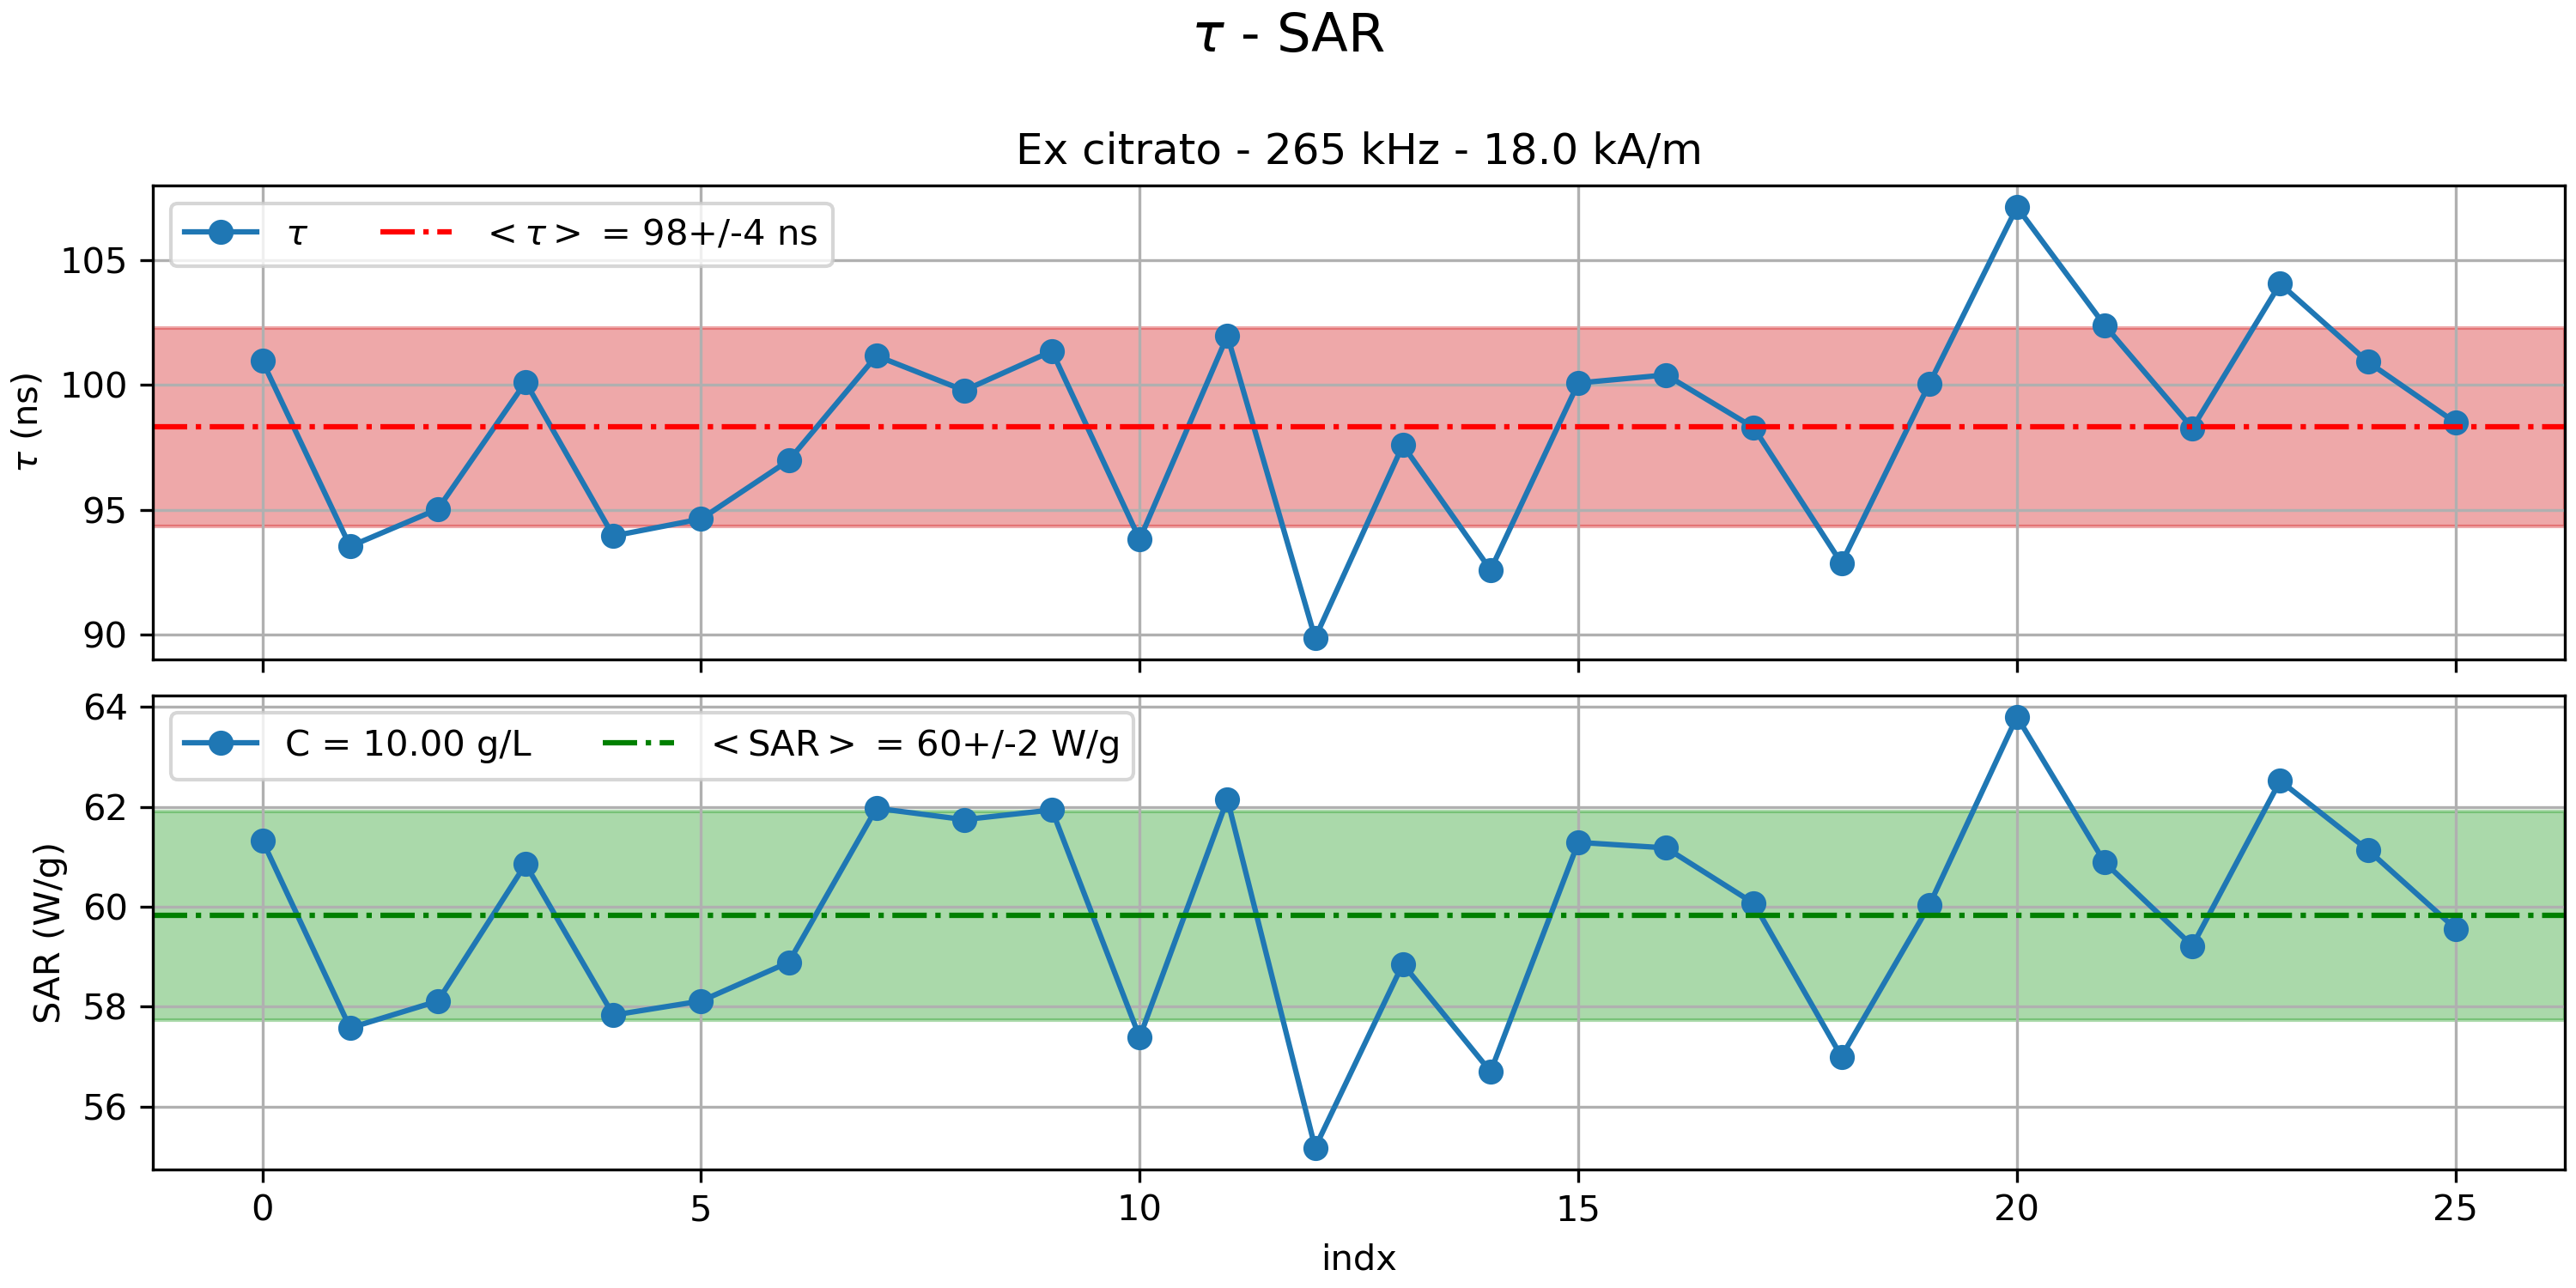 τ - SAR
Ex citrato - 265 kHz - 18.0 kA/m
τ
<τ> = 98+/-4 ns
105
100
95
90
τ (ns)
C = 10.00 g/L
<SAR> = 60+/-2 W/g
64
62
60
58
56
SAR (W/g)
0 5 10 15 20 25
indx